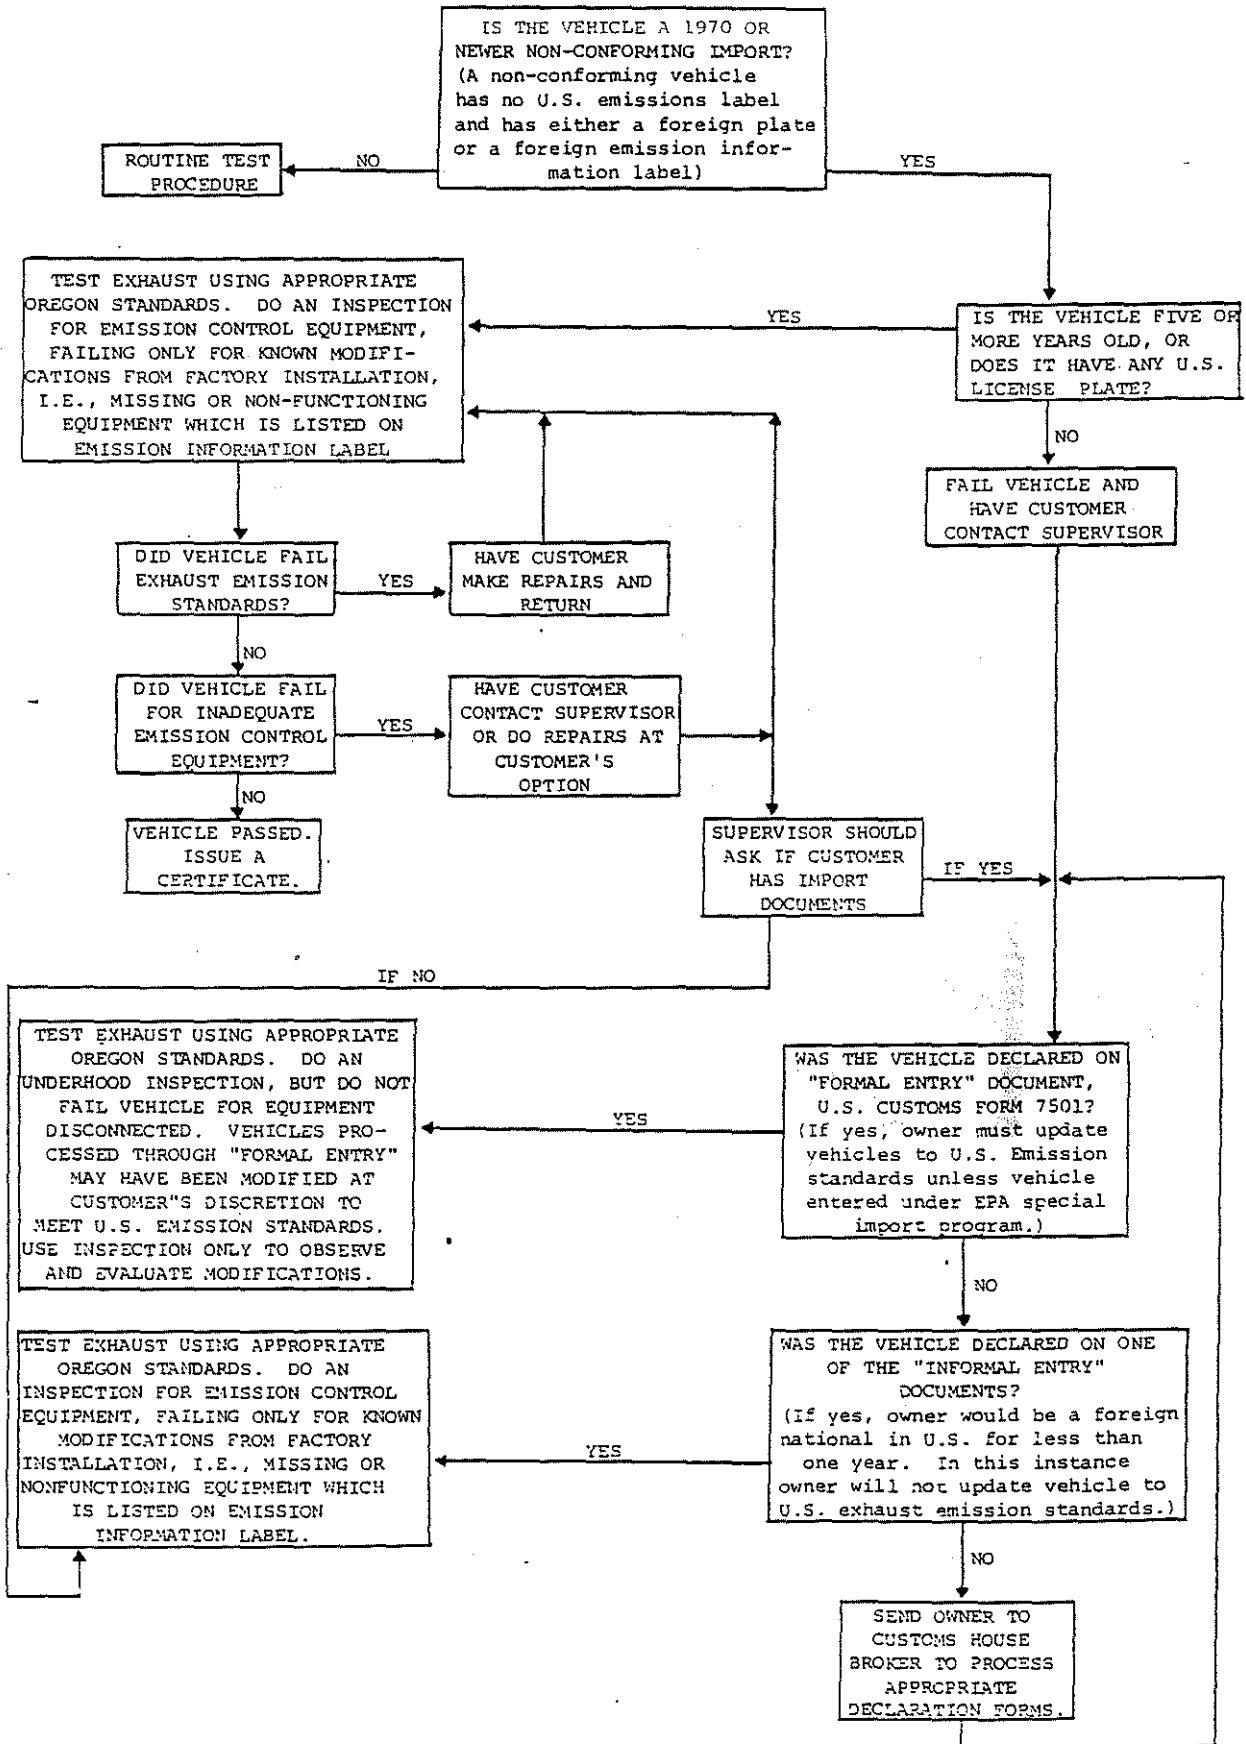 IS THE VEHICLE A 1970 OR
NEWER NON-CONFORMING IMPORT?
(A non-conforming vehicle
has no U.S. emissions label
and has either a foreign plate
or a foreign emission infor-
mation label)
NO
YES
ROUTINE TEST
PROCEDURE
TEST EXHAUST USING APPROPRIATE
OREGON STANDARDS. DO AN INSPECTION
FOR EMISSION CONTROL EQUIPMENT,
FAILING ONLY FOR KNOWN MODIFI-
CATIONS FROM FACTORY INSTALLATION,
I.E., MISSING OR NON-FUNCTIONING
EQUIPMENT WHICH IS LISTED ON
EMISSION INFORMATION LABEL
YES
IS THE VEHICLE FIVE OR
MORE YEARS OLD, OR
DOES IT HAVE ANY U.S.
LICENSE PLATE?
NO
FAIL VEHICLE AND
HAVE CUSTOMER
CONTACT SUPERVISOR
DID VEHICLE FAIL
EXHAUST EMISSION
STANDARDS?
YES
HAVE CUSTOMER
MAKE REPAIRS AND
RETURN
NO
DID VEHICLE FAIL
FOR INADEQUATE
EMISSION CONTROL
EQUIPMENT?
YES
HAVE CUSTOMER
CONTACT SUPERVISOR
OR DO REPAIRS AT
CUSTOMER'S
OPTION
NO
VEHICLE PASSED.
ISSUE A
CERTIFICATE.
SUPERVISOR SHOULD
ASK IF CUSTOMER
HAS IMPORT
DOCUMENTS
IF YES
IF NO
TEST EXHAUST USING APPROPRIATE
OREGON STANDARDS. DO AN
UNDERHOOD INSPECTION, BUT DO NOT
FAIL VEHICLE FOR EQUIPMENT
DISCONNECTED. VEHICLES PRO-
CESSED THROUGH "FORMAL ENTRY"
MAY HAVE BEEN MODIFIED AT
CUSTOMER"S DISCRETION TO
MEET U.S. EMISSION STANDARDS.
USE INSPECTION ONLY TO OBSERVE
AND EVALUATE MODIFICATIONS.
YES
WAS THE VEHICLE DECLARED ON
"FORMAL ENTRY" DOCUMENT,
U.S. CUSTOMS FORM 7501?
(If yes, owner must update
vehicles to U.S. Emission
standards unless vehicle
entered under EPA special
import program.)
NO
TEST EXHAUST USING APPROPRIATE
OREGON STANDARDS. DO AN
INSPECTION FOR EMISSION CONTROL
EQUIPMENT, FAILING ONLY FOR KNOWN
MODIFICATIONS FROM FACTORY
INSTALLATION, I.E., MISSING OR
NONFUNCTIONING EQUIPMENT WHICH
IS LISTED ON EMISSION
INFORMATION LABEL.
YES
WAS THE VEHICLE DECLARED ON ONE
OF THE "INFORMAL ENTRY"
DOCUMENTS?
(If yes, owner would be a foreign
national in U.S. for less than
one year. In this instance
owner will not update vehicle to
U.S. exhaust emission standards.)
NO
SEND OWNER TO
CUSTOMS HOUSE
BROKER TO PROCESS
APPROPRIATE
DECLARATION FORMS.